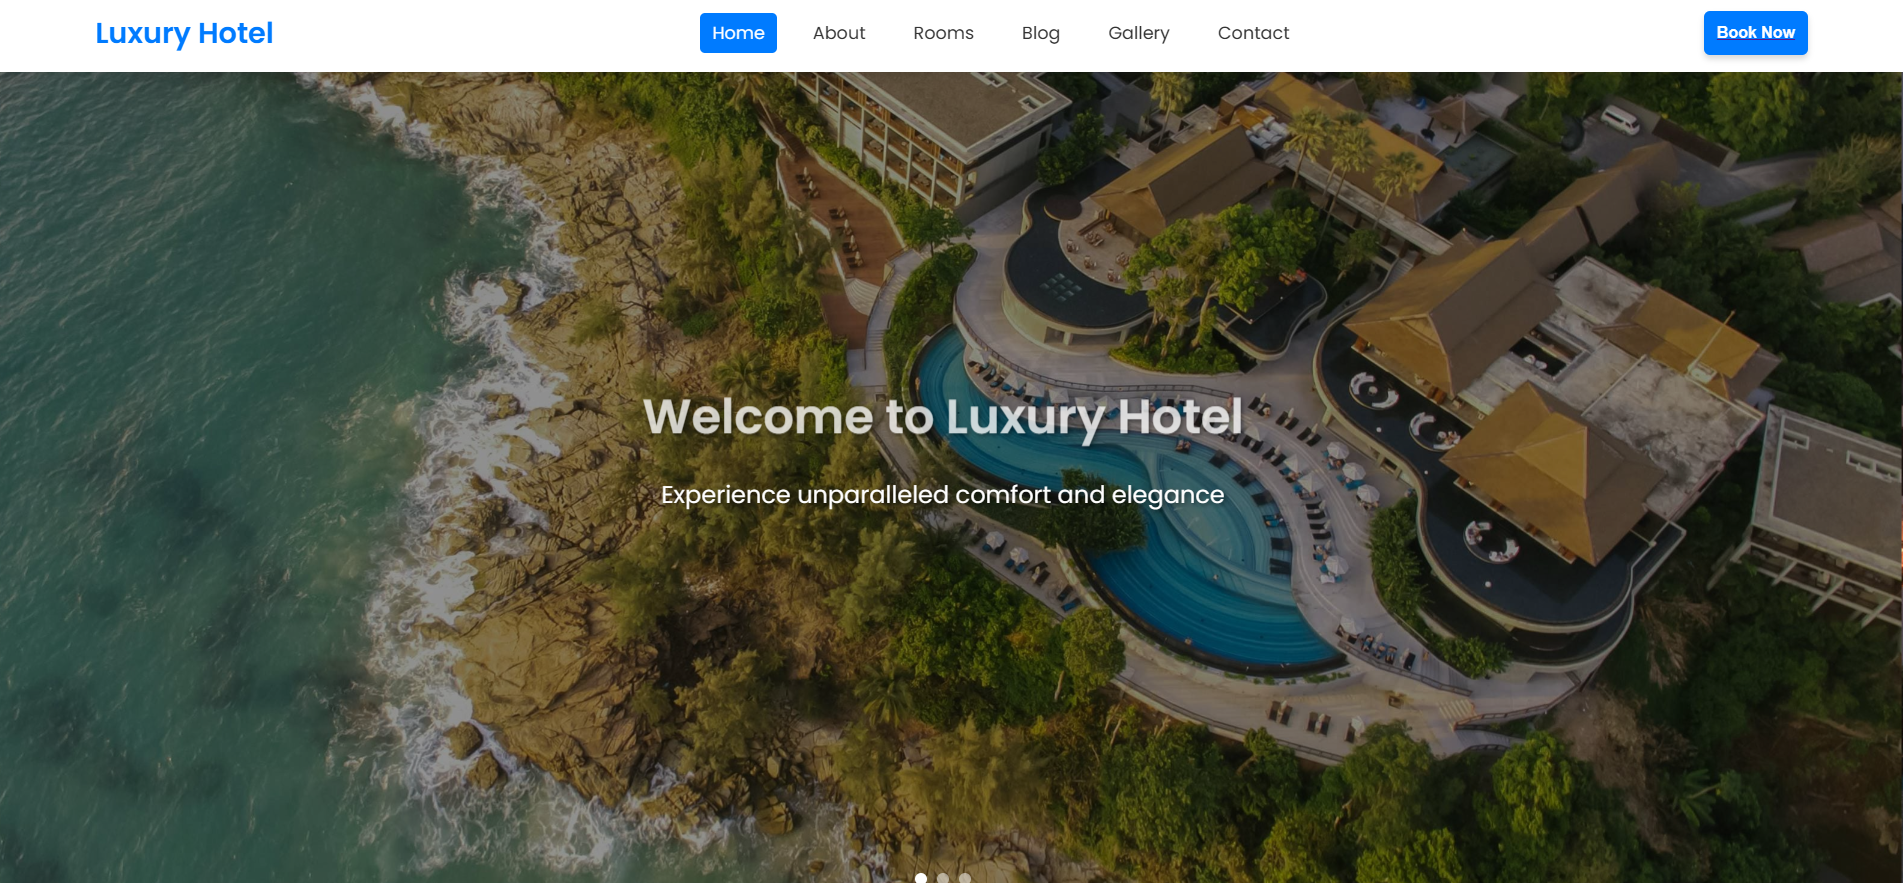 Luxury Hotel
Home About Rooms Blog Gallery Contact
Book Now
Welcome to Luxury Hotel
Experience unparalleled comfort and elegance